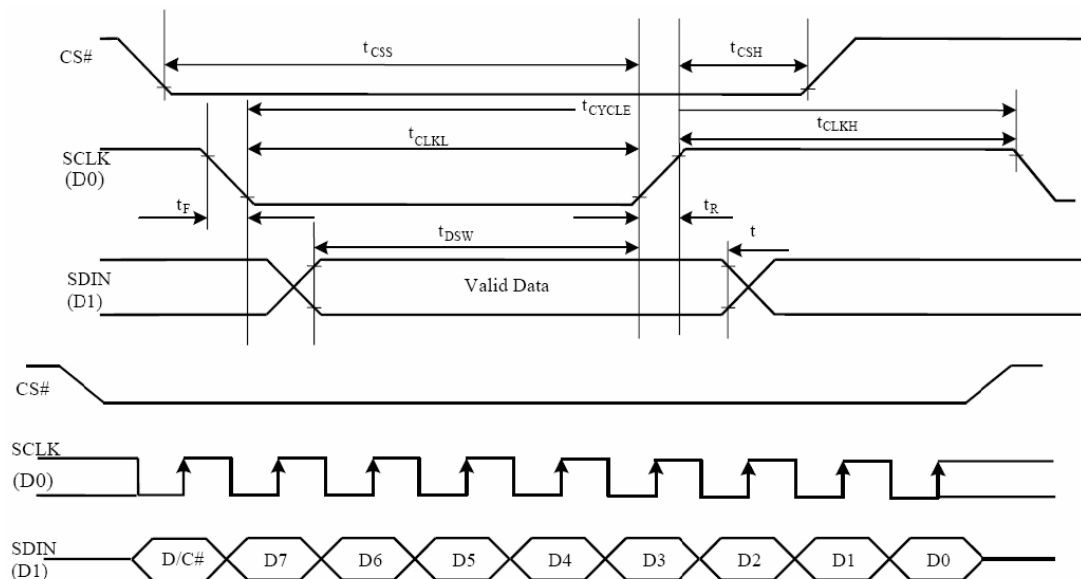 t_CSS
t_CSH
CS#
t_CYCLE
t_CLKH
t_CLKL
SCLK
(D0)
t_F
t_R
t_DSW
t
SDIN
(D1)
Valid Data
CS#
SCLK
(D0)
SDIN
(D1)
D/C# D7 D6 D5 D4 D3 D2 D1 D0